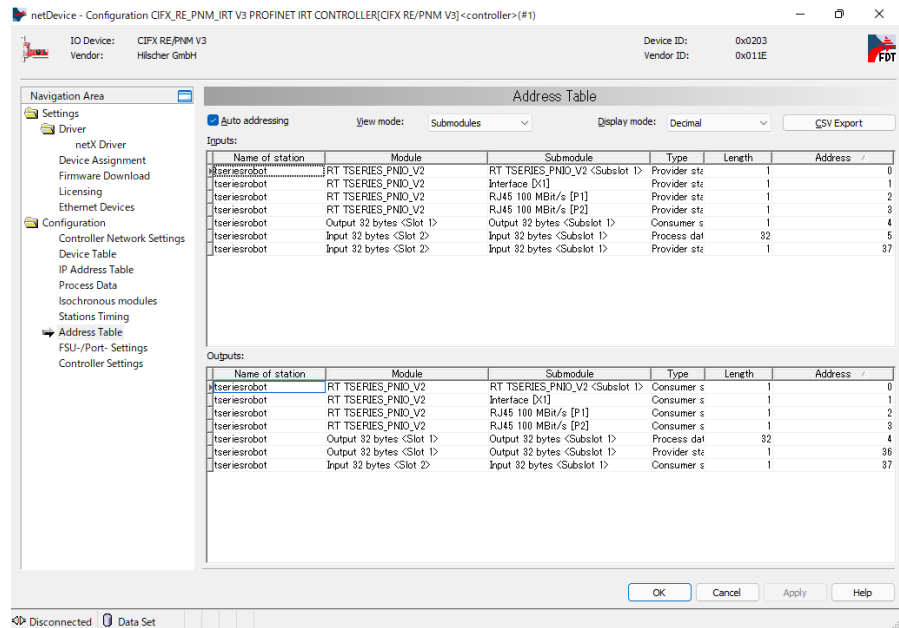 netDevice - Configuration CIFX_RE_PNM_IRT V3 PROFINET IRT CONTROLLER[CIFX RE/PNM V3]<controller>(#1)
IO Device: CIFX RE/PNM V3 Device ID: 0x0203
Vendor: Hilscher GmbH Vendor ID: 0x011E
FDT
Navigation Area
Settings
Driver
netX Driver
Device Assignment
Firmware Download
Licensing
Ethernet Devices
Configuration
Controller Network Settings
Device Table
IP Address Table
Process Data
Isochronous modules
Stations Timing
Address Table
FSU-/Port- Settings
Controller Settings
Address Table
Auto addressing View mode: Submodules Display mode: Decimal CSV Export
Inputs:
Name of station Module Submodule Type Length Address
tseriesrobot RT TSERIES_PNIO_V2 RT TSERIES_PNIO_V2 <Subslot 1> Provider sta 1 0
tseriesrobot RT TSERIES_PNIO_V2 Interface [X1] Provider sta 1 1
tseriesrobot RT TSERIES_PNIO_V2 RJ45 100 MBit/s [P1] Provider sta 1 2
tseriesrobot RT TSERIES_PNIO_V2 RJ45 100 MBit/s [P2] Provider sta 1 3
tseriesrobot Output 32 bytes <Slot 1> Output 32 bytes <Subslot 1> Consumer s 1 4
tseriesrobot Input 32 bytes <Slot 2> Input 32 bytes <Subslot 1> Process dat 32 5
tseriesrobot Input 32 bytes <Slot 2> Input 32 bytes <Subslot 1> Provider sta 1 37
Outputs:
Name of station Module Submodule Type Length Address
tseriesrobot RT TSERIES_PNIO_V2 RT TSERIES_PNIO_V2 <Subslot 1> Consumer s 1 0
tseriesrobot RT TSERIES_PNIO_V2 Interface [X1] Consumer s 1 1
tseriesrobot RT TSERIES_PNIO_V2 RJ45 100 MBit/s [P1] Consumer s 1 2
tseriesrobot RT TSERIES_PNIO_V2 RJ45 100 MBit/s [P2] Consumer s 1 3
tseriesrobot Output 32 bytes <Slot 1> Output 32 bytes <Subslot 1> Process dat 32 4
tseriesrobot Output 32 bytes <Slot 1> Output 32 bytes <Subslot 1> Provider sta 1 36
tseriesrobot Input 32 bytes <Slot 2> Input 32 bytes <Subslot 1> Consumer s 1 37
OK Cancel Apply Help
Disconnected Data Set